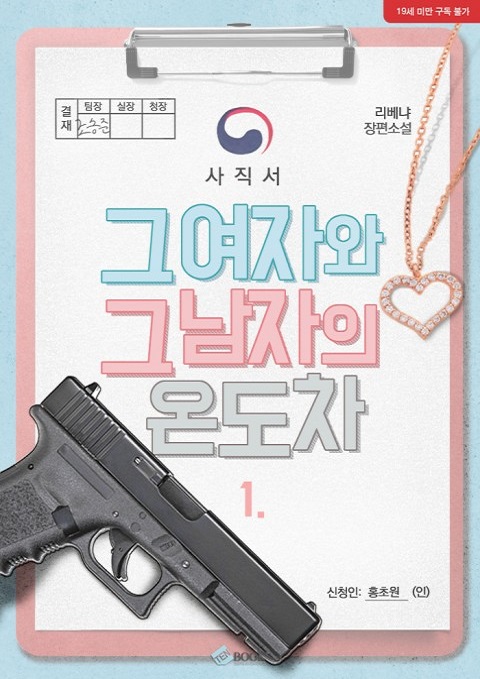 19세 미만 구독 불가
결재
팀장 실장 청장
리베냐
장편소설
사직서
그 여자와
그 남자의
온도차
1.
신청인: 홍초원 (인)